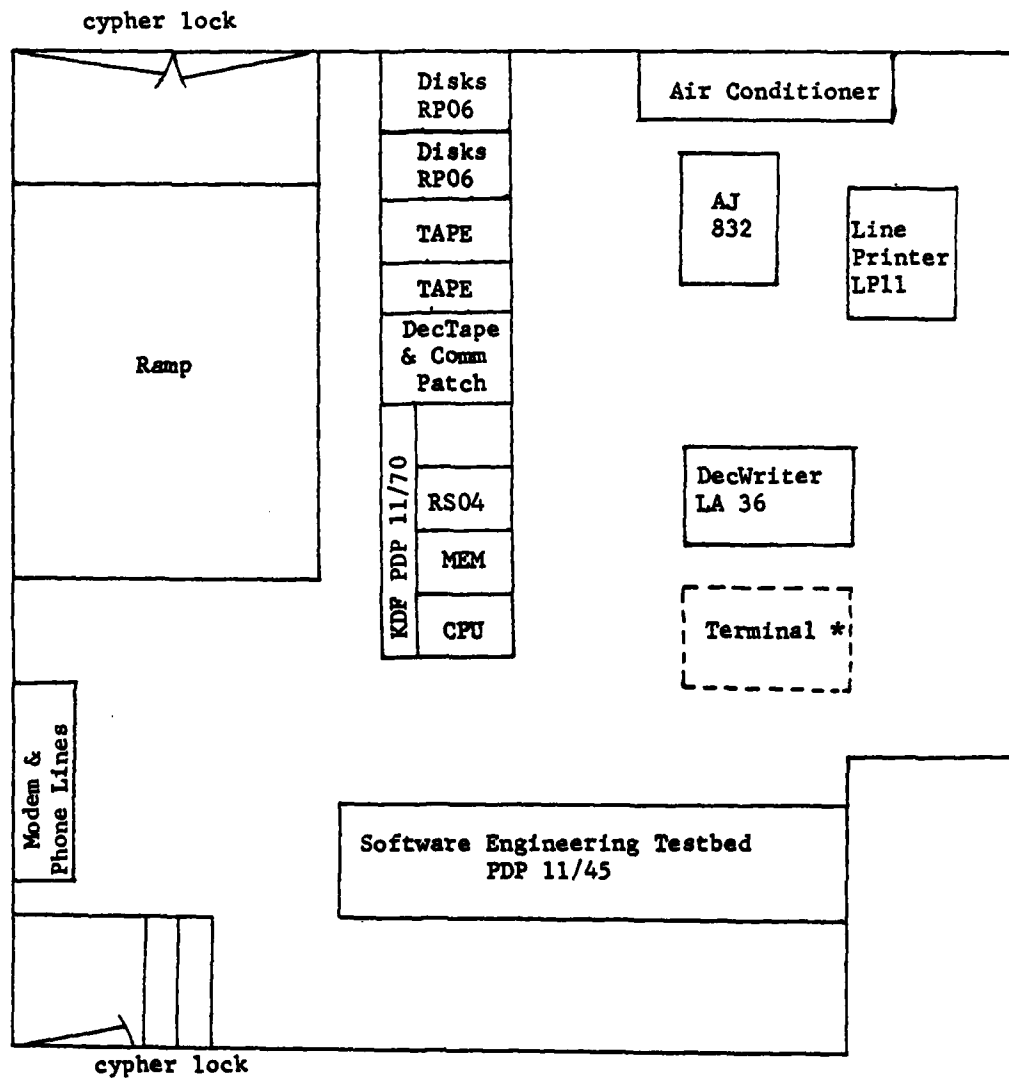 cypher lock
Disks
RP06
Air Conditioner
Disks
RP06
AJ
832
TAPE
Line
Printer
LP11
TAPE
DecTape
& Comm
Patch
Ramp
KDF PDP 11/70
RS04
MEM
CPU
DecWriter
LA 36
Terminal *
Modem &
Phone Lines
Software Engineering Testbed
PDP 11/45
cypher lock